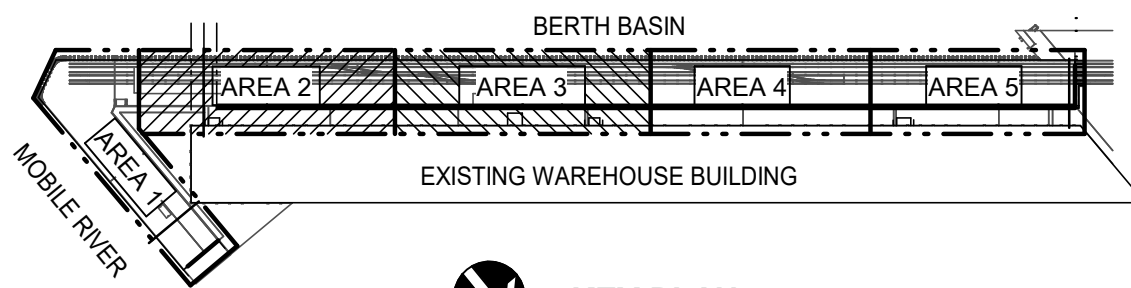 BERTH BASIN
AREA 2
AREA 3
AREA 4
AREA 5
AREA 1
MOBILE RIVER
EXISTING WAREHOUSE BUILDING